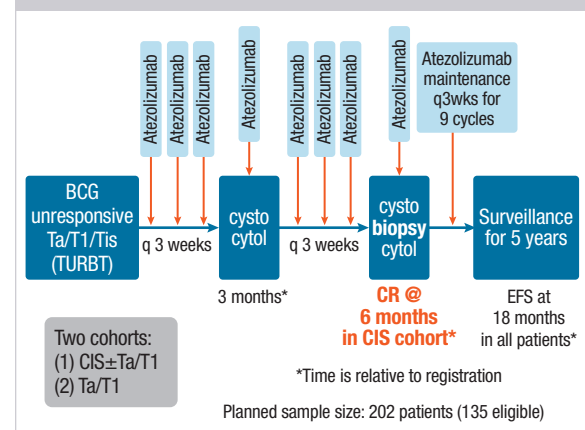 Atezolizumab
Atezolizumab
Atezolizumab
Atezolizumab
Atezolizumab
Atezolizumab
Atezolizumab
Atezolizumab
Atezolizumab
maintenance
q3wks for
9 cycles
BCG
unresponsive
Ta/T1/Tis
(TURBT)
q 3 weeks
cysto
cytol
q 3 weeks
cysto
biopsy
cytol
Surveillance
for 5 years
3 months*
CR @
6 months
in CIS cohort*
EFS at
18 months
in all patients*
Two cohorts:
(1) CIS±Ta/T1
(2) Ta/T1
*Time is relative to registration
Planned sample size: 202 patients (135 eligible)